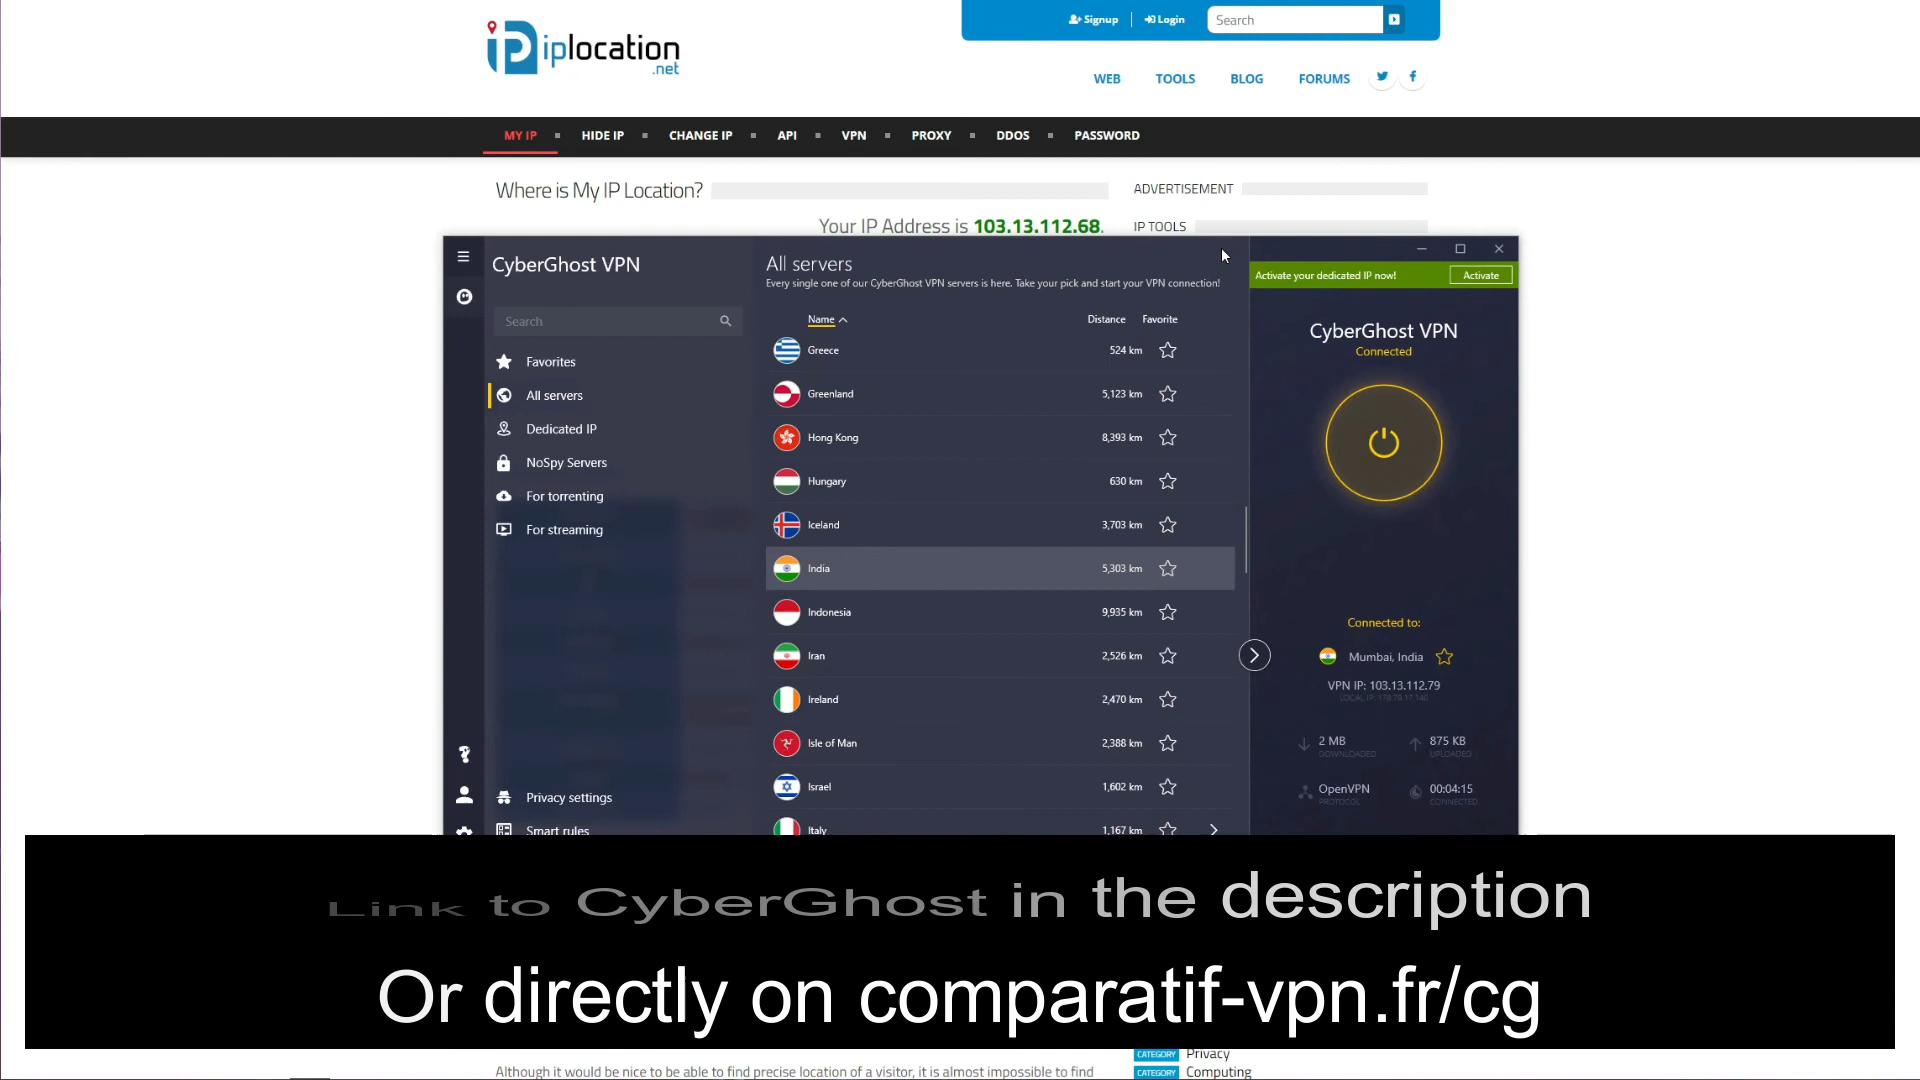 Signup
Login
Search
iplocation
.net
WEB
TOOLS
BLOG
FORUMS
MY IP
HIDE IP
CHANGE IP
API
VPN
PROXY
DDOS
PASSWORD
Where is My IP Location?
ADVERTISEMENT
Your IP Address is 103.13.112.68.
IP TOOLS
CyberGhost VPN
Search
Favorites
All servers
Dedicated IP
NoSpy Servers
For torrenting
For streaming
Privacy settings
Smart rules
All servers
Every single one of our CyberGhost VPN servers is here. Take your pick and start your VPN connection!
Name
Distance
Favorite
Greece 524 km
Greenland 5,123 km
Hong Kong 8,393 km
Hungary 630 km
Iceland 3,703 km
India 5,303 km
Indonesia 9,935 km
Iran 2,526 km
Ireland 2,470 km
Isle of Man 2,388 km
Israel 1,602 km
Italy 1,167 km
Activate your dedicated IP now!
Activate
CyberGhost VPN
Connected
Connected to:
Mumbai, India
VPN IP: 103.13.112.79
2 MB
DOWNLOADED
875 KB
UPLOADED
OpenVPN
PROTOCOL
00:04:15
CONNECTED
Link to CyberGhost in the description
Or directly on comparatif-vpn.fr/cg
CATEGORY Privacy
CATEGORY Computing
Although it would be nice to be able to find precise location of a visitor, it is almost impossible to find